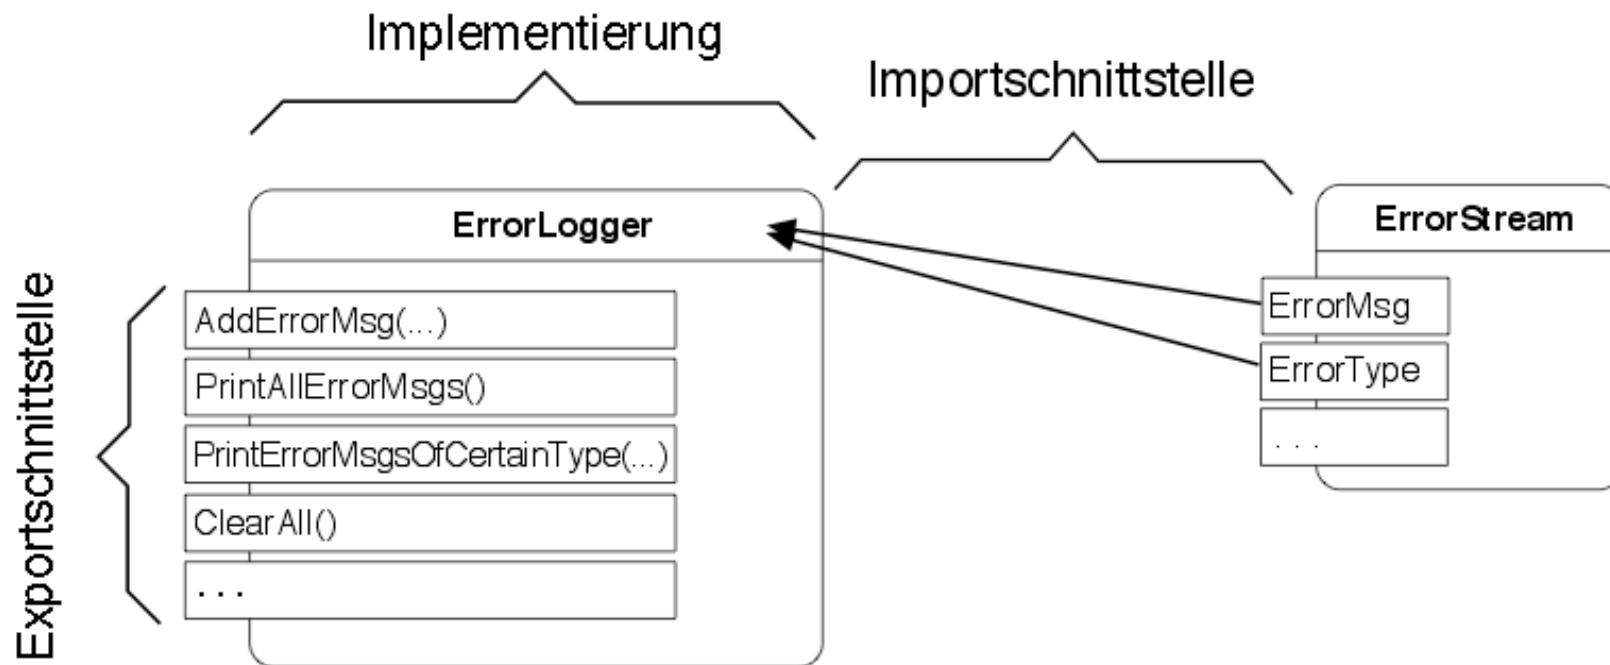 Implementierung
Importschnittstelle
Exportschnittstelle
ErrorLogger
AddErrorMsg(...)
PrintAllErrorMsgs()
PrintErrorMsgsOfCertainType(...)
ClearAll()
...
ErrorStream
ErrorMsg
ErrorType
...